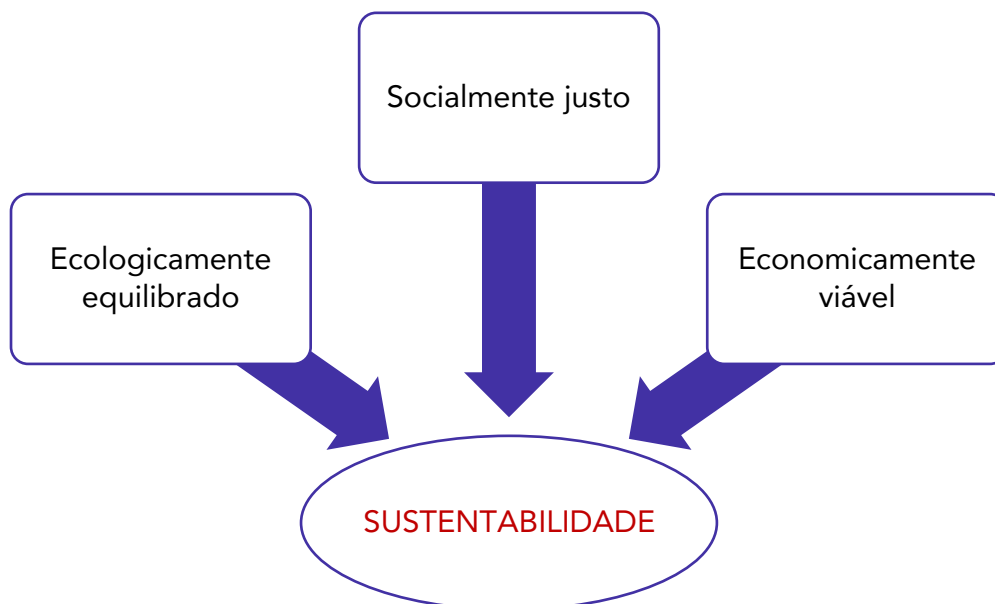 Socialmente justo
Ecologicamente
equilibrado
Economicamente
viável
SUSTENTABILIDADE